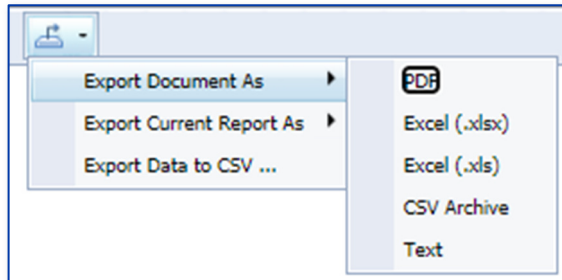 Export Document As
Export Current Report As
Export Data to CSV ...
PDF
Excel (.xlsx)
Excel (.xls)
CSV Archive
Text